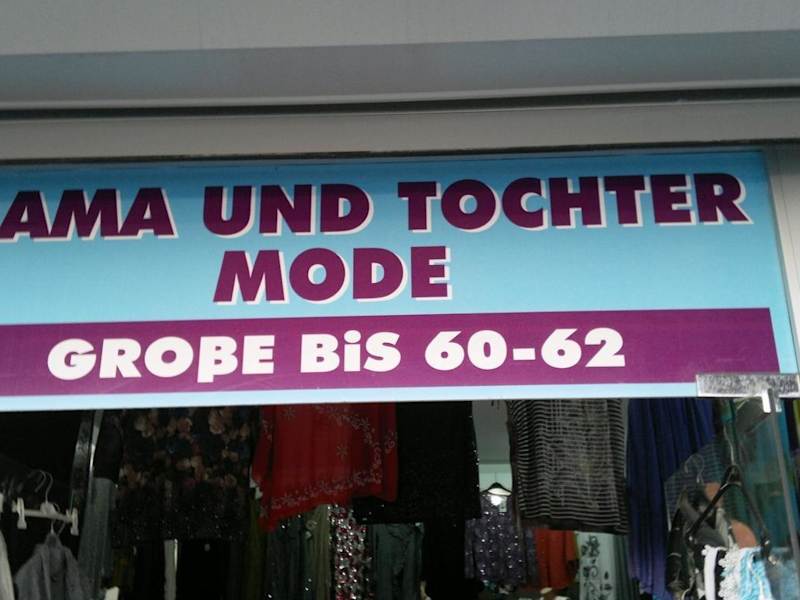 AMA UND TOCHTER
MODE
GROβE BiS 60-62